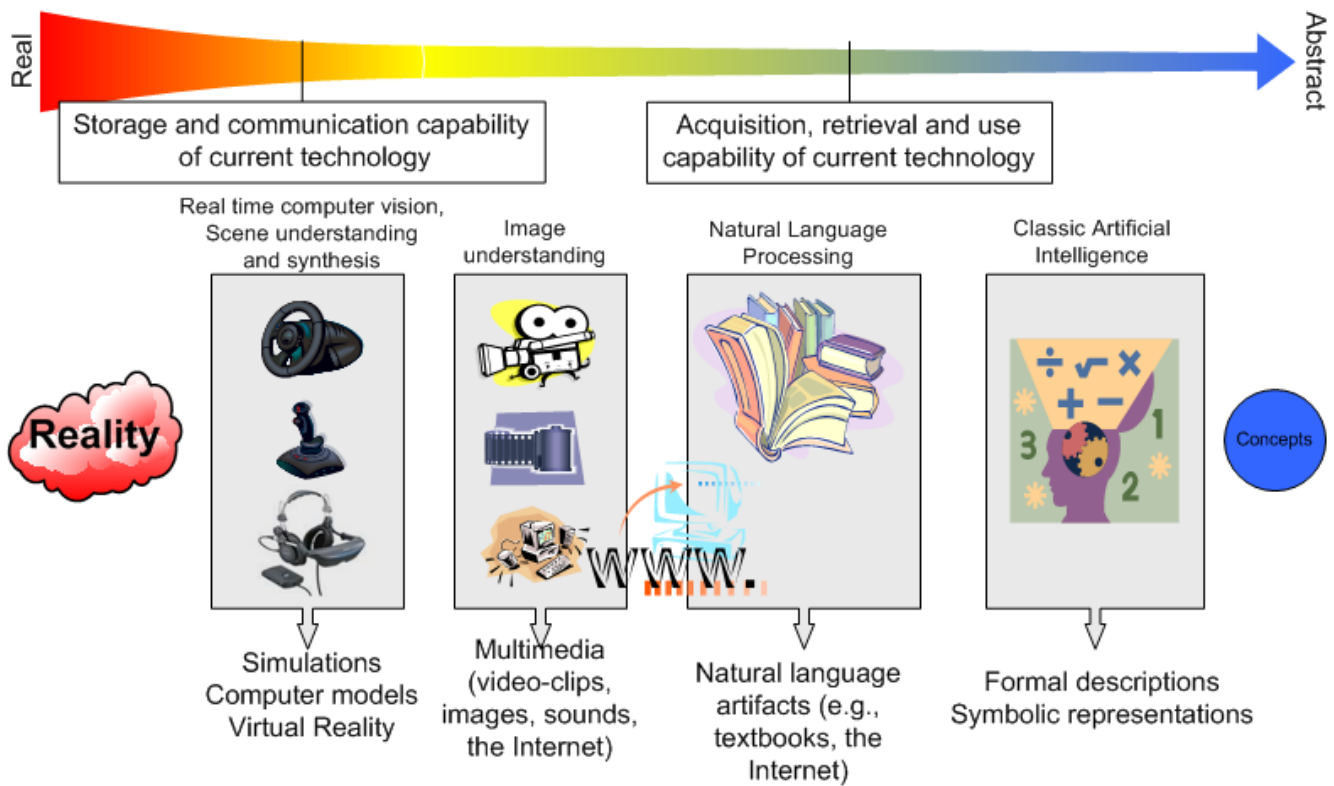 Real
Abstract
Storage and communication capability
of current technology
Acquisition, retrieval and use
capability of current technology
Real time computer vision,
Scene understanding
and synthesis
Image
understanding
Natural Language
Processing
Classic Artificial
Intelligence
÷ √ ×
+ −
3
1
2
Reality
Concepts
www.
Simulations
Computer models
Virtual Reality
Multimedia
(video-clips,
images, sounds,
the Internet)
Natural language
artifacts (e.g.,
textbooks, the
Internet)
Formal descriptions
Symbolic representations